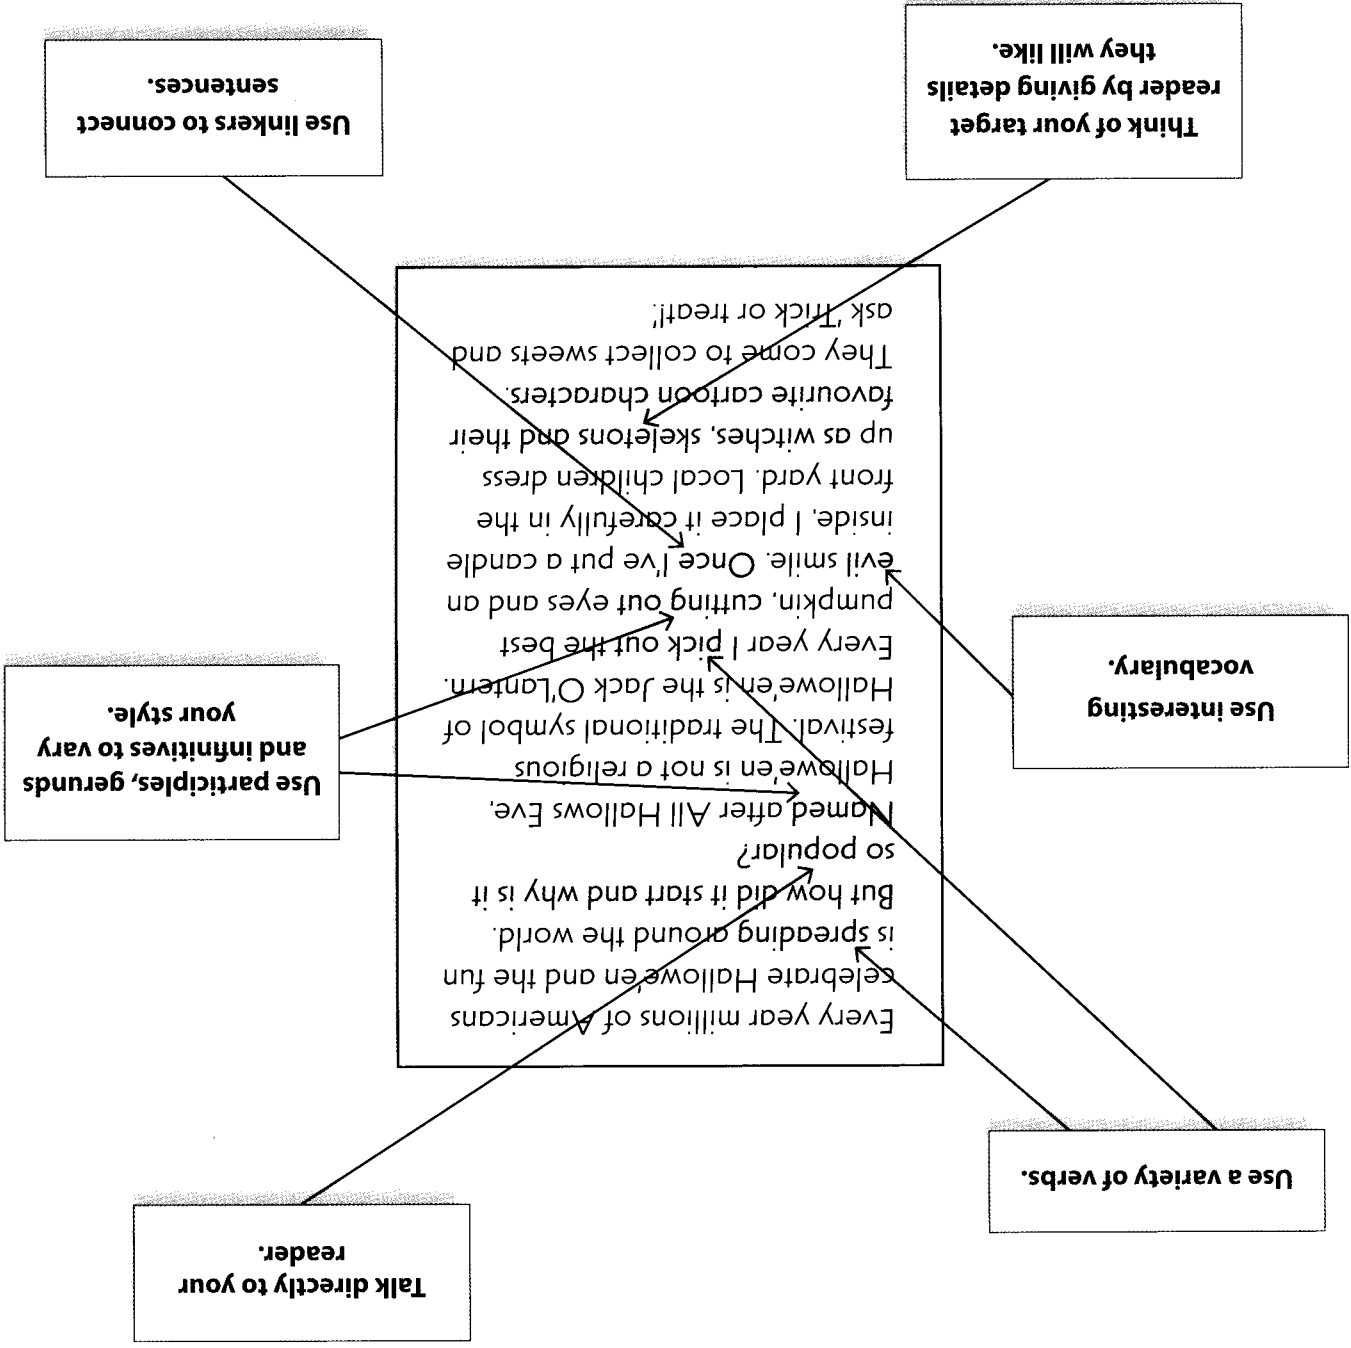 Talk directly to your
reader.
Use a variety of verbs.
Every year millions of Americans
celebrate Hallowe'en and the fun
is spreading around the world.
But how did it start and why is it
so popular?
Named after All Hallows Eve,
Hallowe'en is not a religious
festival. The traditional symbol of
Hallowe'en is the Jack O'Lantern.
Every year I pick out the best
pumpkin, cutting out eyes and an
evil smile. Once I've put a candle
inside, I place it carefully in the
front yard. Local children dress
up as witches, skeletons and their
favourite cartoon characters.
They come to collect sweets and
ask 'Trick or treat!'
Use participles, gerunds
and infinitives to vary
your style.
Use interesting
vocabulary.
Think of your target
reader by giving details
they will like.
Use linkers to connect
sentences.